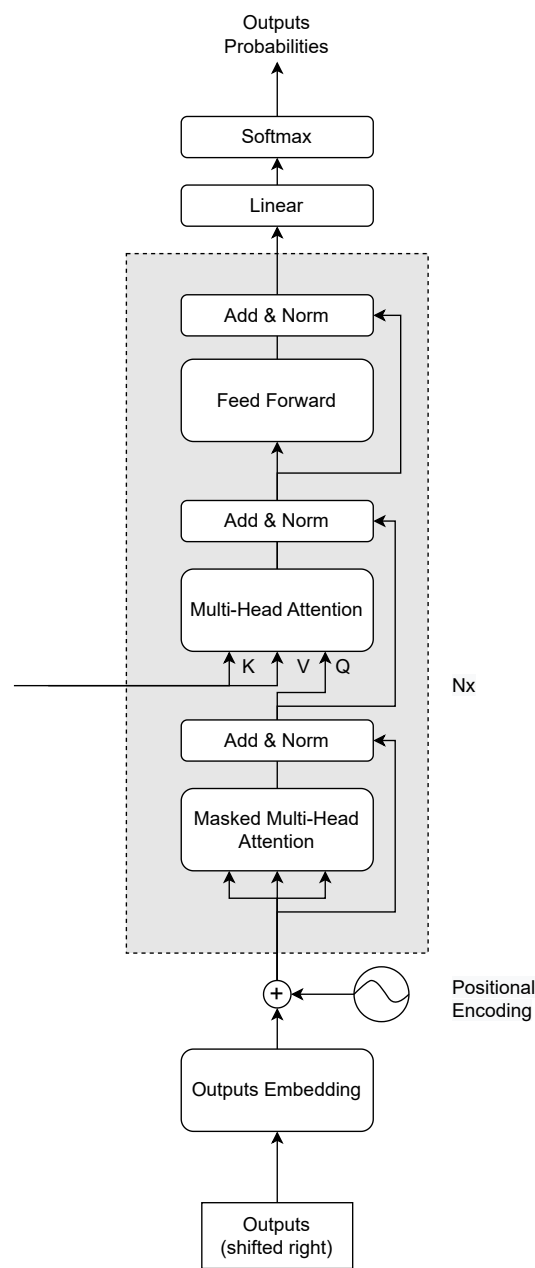 Outputs
Probabilities
Softmax
Linear
Add & Norm
Feed Forward
Add & Norm
Multi-Head Attention
K
V
Q
Nx
Add & Norm
Masked Multi-Head
Attention
+
Positional
Encoding
Outputs Embedding
Outputs
(shifted right)